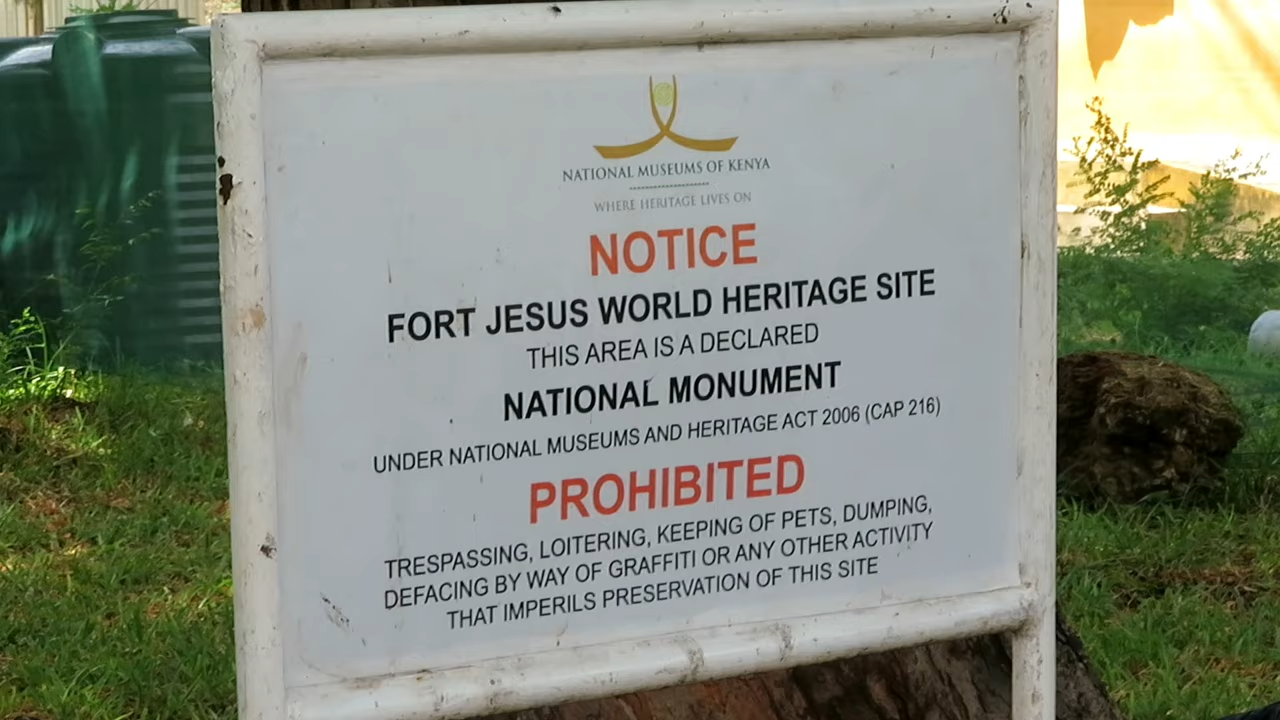 NATIONAL MUSEUMS OF KENYA
WHERE HERITAGE LIVES ON
NOTICE
FORT JESUS WORLD HERITAGE SITE
THIS AREA IS A DECLARED
NATIONAL MONUMENT
UNDER NATIONAL MUSEUMS AND HERITAGE ACT 2006 (CAP 216)
PROHIBITED
TRESPASSING, LOITERING, KEEPING OF PETS, DUMPING,
DEFACING BY WAY OF GRAFFITI OR ANY OTHER ACTIVITY
THAT IMPERILS PRESERVATION OF THIS SITE